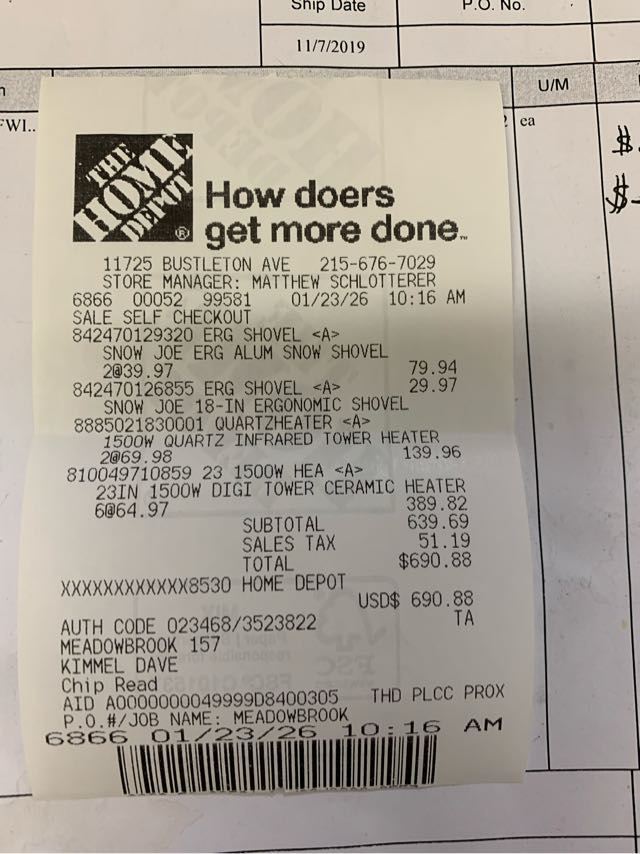 Ship Date
P.O. No.
11/7/2019
U/M
ea
THE HOME DEPOT
How doers
get more done™
11725 BUSTLETON AVE 215-676-7029
STORE MANAGER: MATTHEW SCHLOTTERER
6866 00052 99581 01/23/26 10:16 AM
SALE SELF CHECKOUT
842470129320 ERG SHOVEL <A>
SNOW JOE ERG ALUM SNOW SHOVEL
2@39.97 79.94
842470126855 ERG SHOVEL <A> 29.97
SNOW JOE 18-IN ERGONOMIC SHOVEL
8885021830001 QUARTZHEATER <A>
1500W QUARTZ INFRARED TOWER HEATER
2@69.98 139.96
810049710859 23 1500W HEA <A>
23IN 1500W DIGI TOWER CERAMIC HEATER
6@64.97 389.82
SUBTOTAL 639.69
SALES TAX 51.19
TOTAL $690.88
XXXXXXXXXXXX8530 HOME DEPOT
USD$ 690.88
AUTH CODE 023468/3523822 TA
MEADOWBROOK 157
KIMMEL DAVE
Chip Read
AID A0000000049999D8400305 THD PLCC PROX
P.O.#/JOB NAME: MEADOWBROOK
6866 01/23/26 10:16 AM